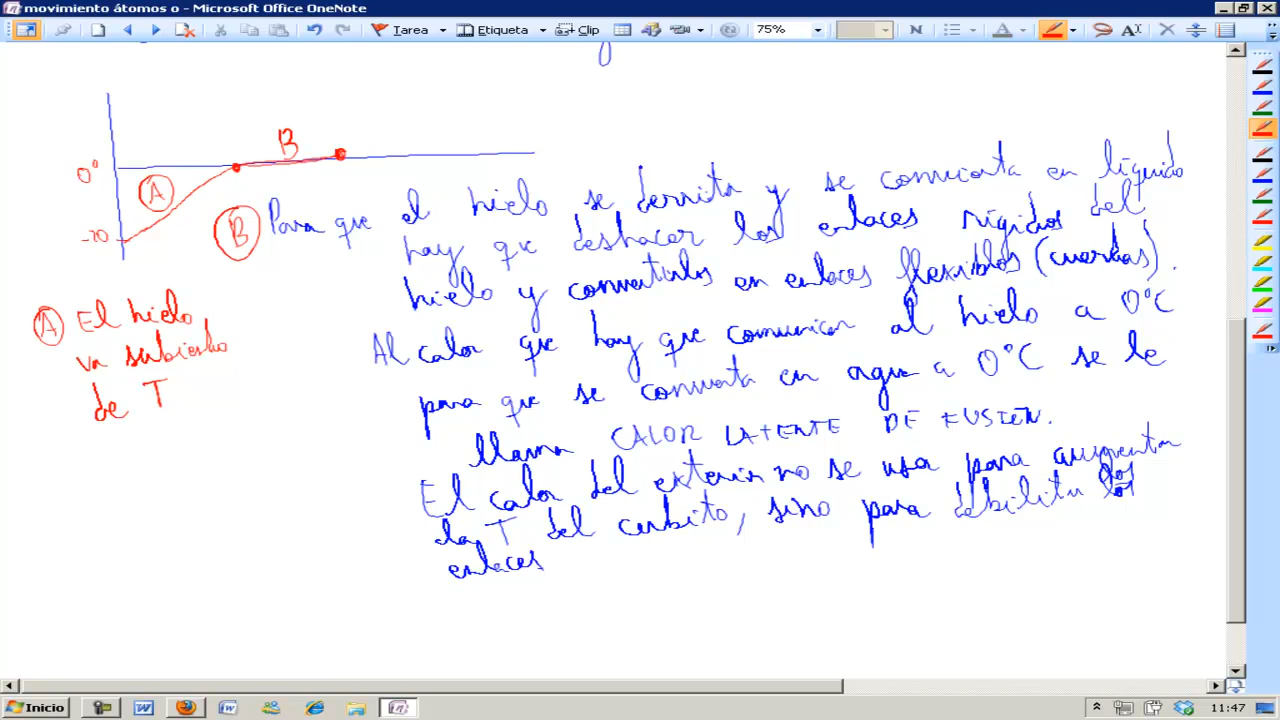 movimiento átomos o - Microsoft Office OneNote
Tarea
Etiqueta
Clip
75%
N
A
B
0°
A
-20
B Para que el hielo se derrita y se convierta en líquido
hay que deshacer los enlaces rígidos del
hielo y convertirlos en enlaces flexibles (cuerdas).
A El hielo
va subiendo
de T
Al calor que hay que comunicar al hielo a 0°C
para que se convierta en agua a 0°C se le
llama CALOR LATENTE DE FUSIÓN.
El calor del exterior no se usa para aumentar
la T del cubito, sino para debilitar los
enlaces
Inicio
11:47